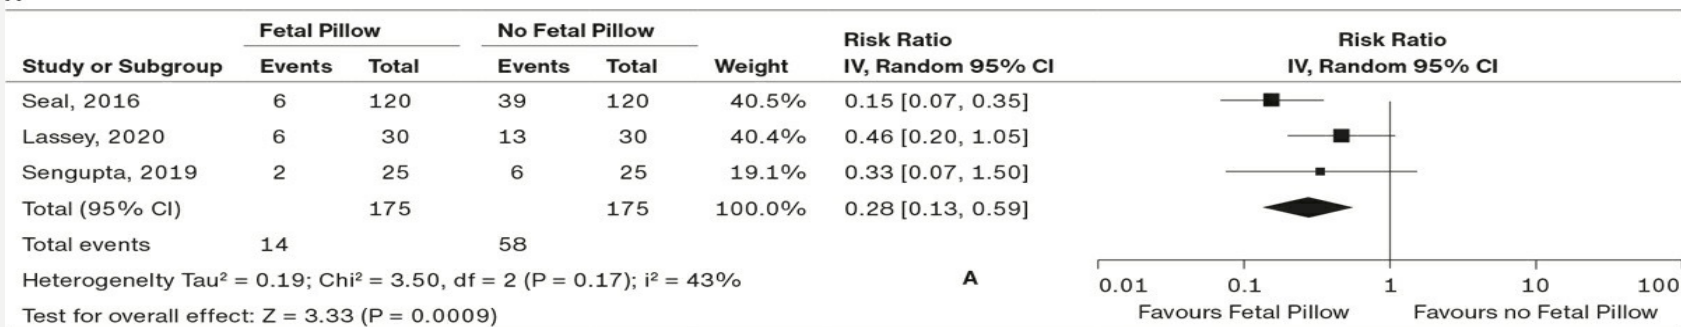 Fetal Pillow No Fetal Pillow Risk Ratio Risk Ratio
Study or Subgroup Events Total Events Total Weight IV, Random 95% CI IV, Random 95% CI
Seal, 2016 6 120 39 120 40.5% 0.15 [0.07, 0.35]
Lassey, 2020 6 30 13 30 40.4% 0.46 [0.20, 1.05]
Sengupta, 2019 2 25 6 25 19.1% 0.33 [0.07, 1.50]
Total (95% CI) 175 175 100.0% 0.28 [0.13, 0.59]
Total events 14 58
Heterogenelty Tau² = 0.19; Chi² = 3.50, df = 2 (P = 0.17); i² = 43% A 0.01 0.1 1 10 100
Test for overall effect: Z = 3.33 (P = 0.0009) Favours Fetal Pillow Favours no Fetal Pillow